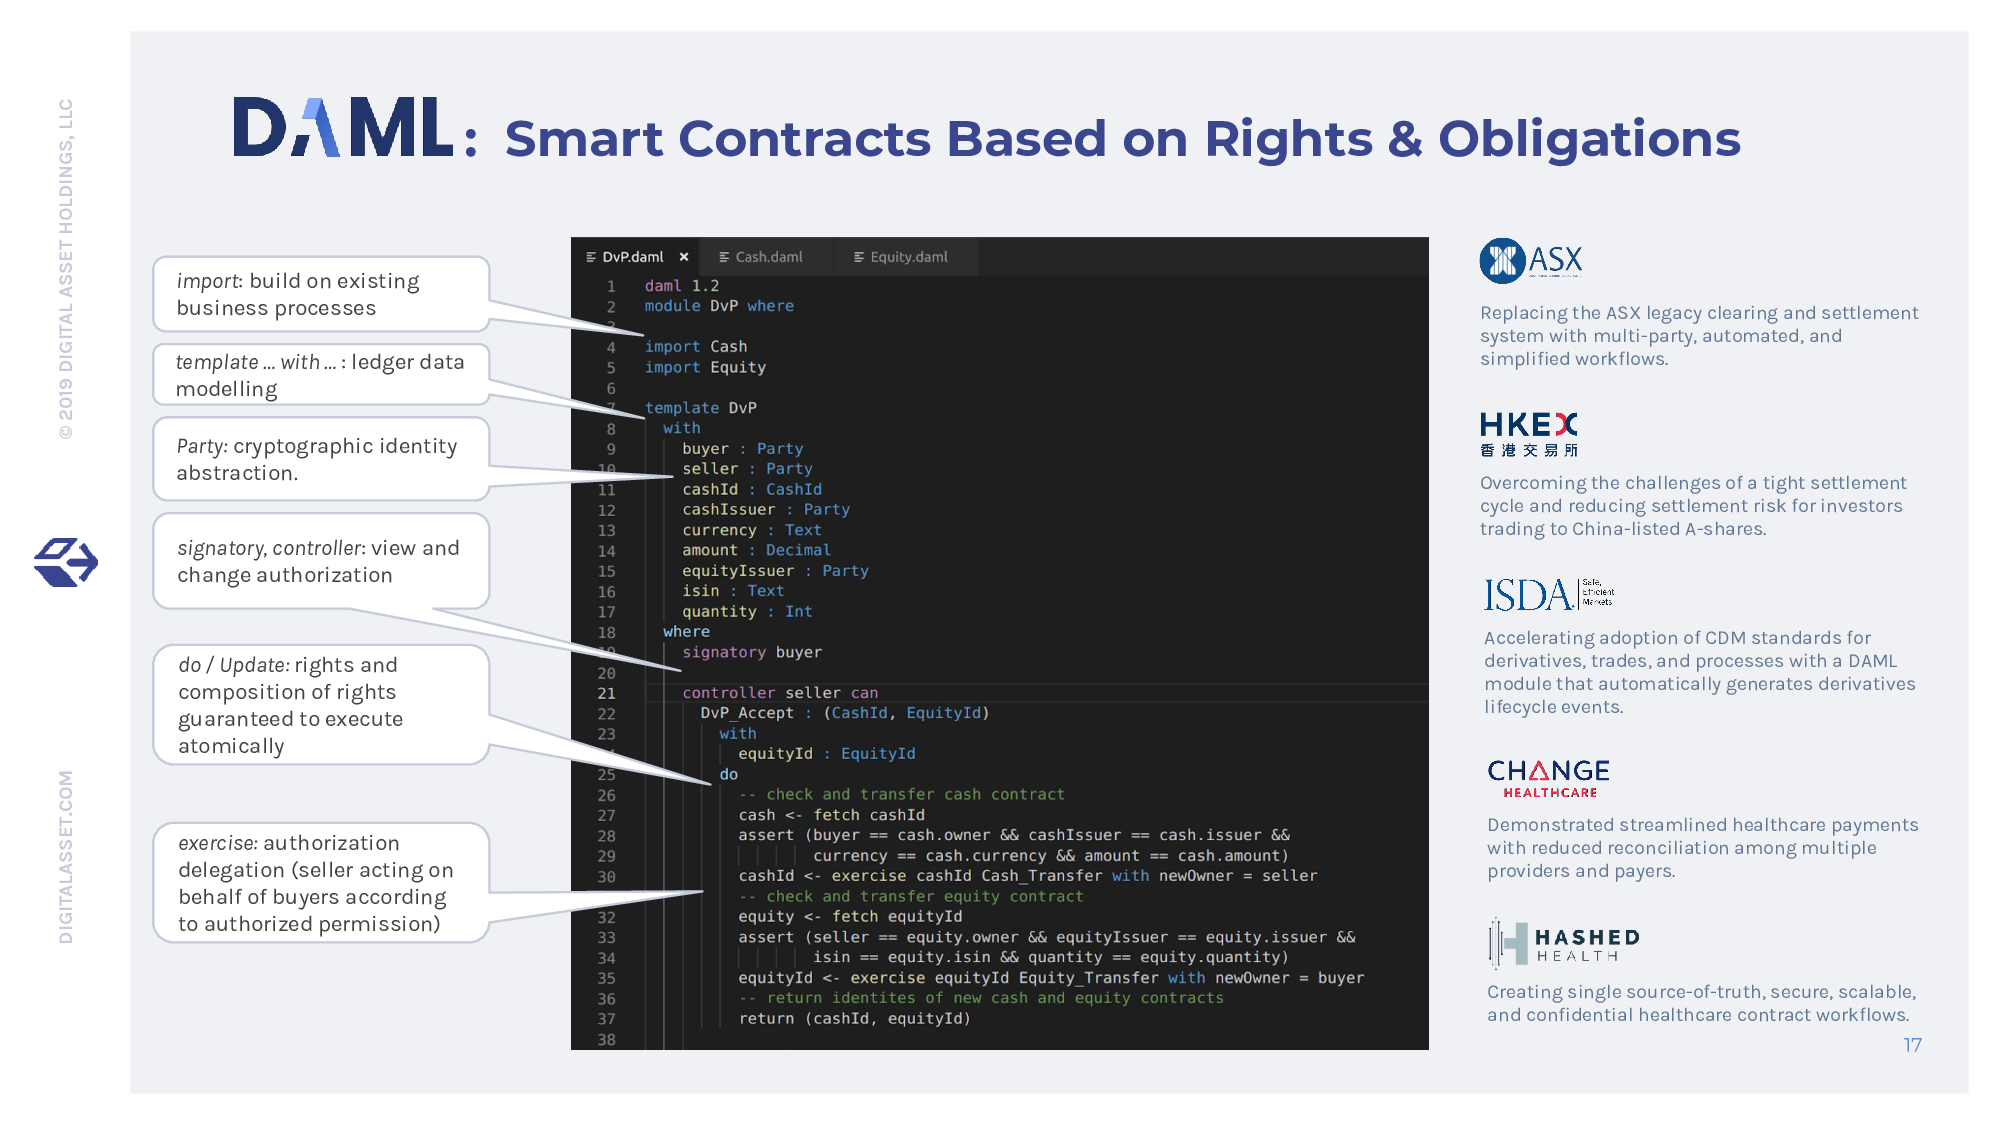 © 2019 DIGITAL ASSET HOLDINGS, LLC
DIGITALASSET.COM
DAML : Smart Contracts Based on Rights & Obligations
import: build on existing
business processes
template ... with ... : ledger data
modelling
Party: cryptographic identity
abstraction.
signatory, controller: view and
change authorization
do / Update: rights and
composition of rights
guaranteed to execute
atomically
exercise: authorization
delegation (seller acting on
behalf of buyers according
to authorized permission)
DvP.daml × Cash.daml Equity.daml
1 daml 1.2
2 module DvP where
3
4 import Cash
5 import Equity
6
7 template DvP
8 with
9 buyer : Party
10 seller : Party
11 cashId : CashId
12 cashIssuer : Party
13 currency : Text
14 amount : Decimal
15 equityIssuer : Party
16 isin : Text
17 quantity : Int
18 where
19 signatory buyer
20
21 controller seller can
22 DvP_Accept : (CashId, EquityId)
23 with
equityId : EquityId
25 do
26 -- check and transfer cash contract
27 cash <- fetch cashId
28 assert (buyer == cash.owner && cashIssuer == cash.issuer &&
29 currency == cash.currency && amount == cash.amount)
30 cashId <- exercise cashId Cash_Transfer with newOwner = seller
-- check and transfer equity contract
32 equity <- fetch equityId
33 assert (seller == equity.owner && equityIssuer == equity.issuer &&
34 isin == equity.isin && quantity == equity.quantity)
35 equityId <- exercise equityId Equity_Transfer with newOwner = buyer
36 -- return identites of new cash and equity contracts
37 return (cashId, equityId)
38
ASX
Replacing the ASX legacy clearing and settlement
system with multi-party, automated, and
simplified workflows.
HKEX
香港交易所
Overcoming the challenges of a tight settlement
cycle and reducing settlement risk for investors
trading to China-listed A-shares.
ISDA.
Safe,
Efficient
Markets
Accelerating adoption of CDM standards for
derivatives, trades, and processes with a DAML
module that automatically generates derivatives
lifecycle events.
CHANGE
HEALTHCARE
Demonstrated streamlined healthcare payments
with reduced reconciliation among multiple
providers and payers.
HASHED
HEALTH
Creating single source-of-truth, secure, scalable,
and confidential healthcare contract workflows.
17